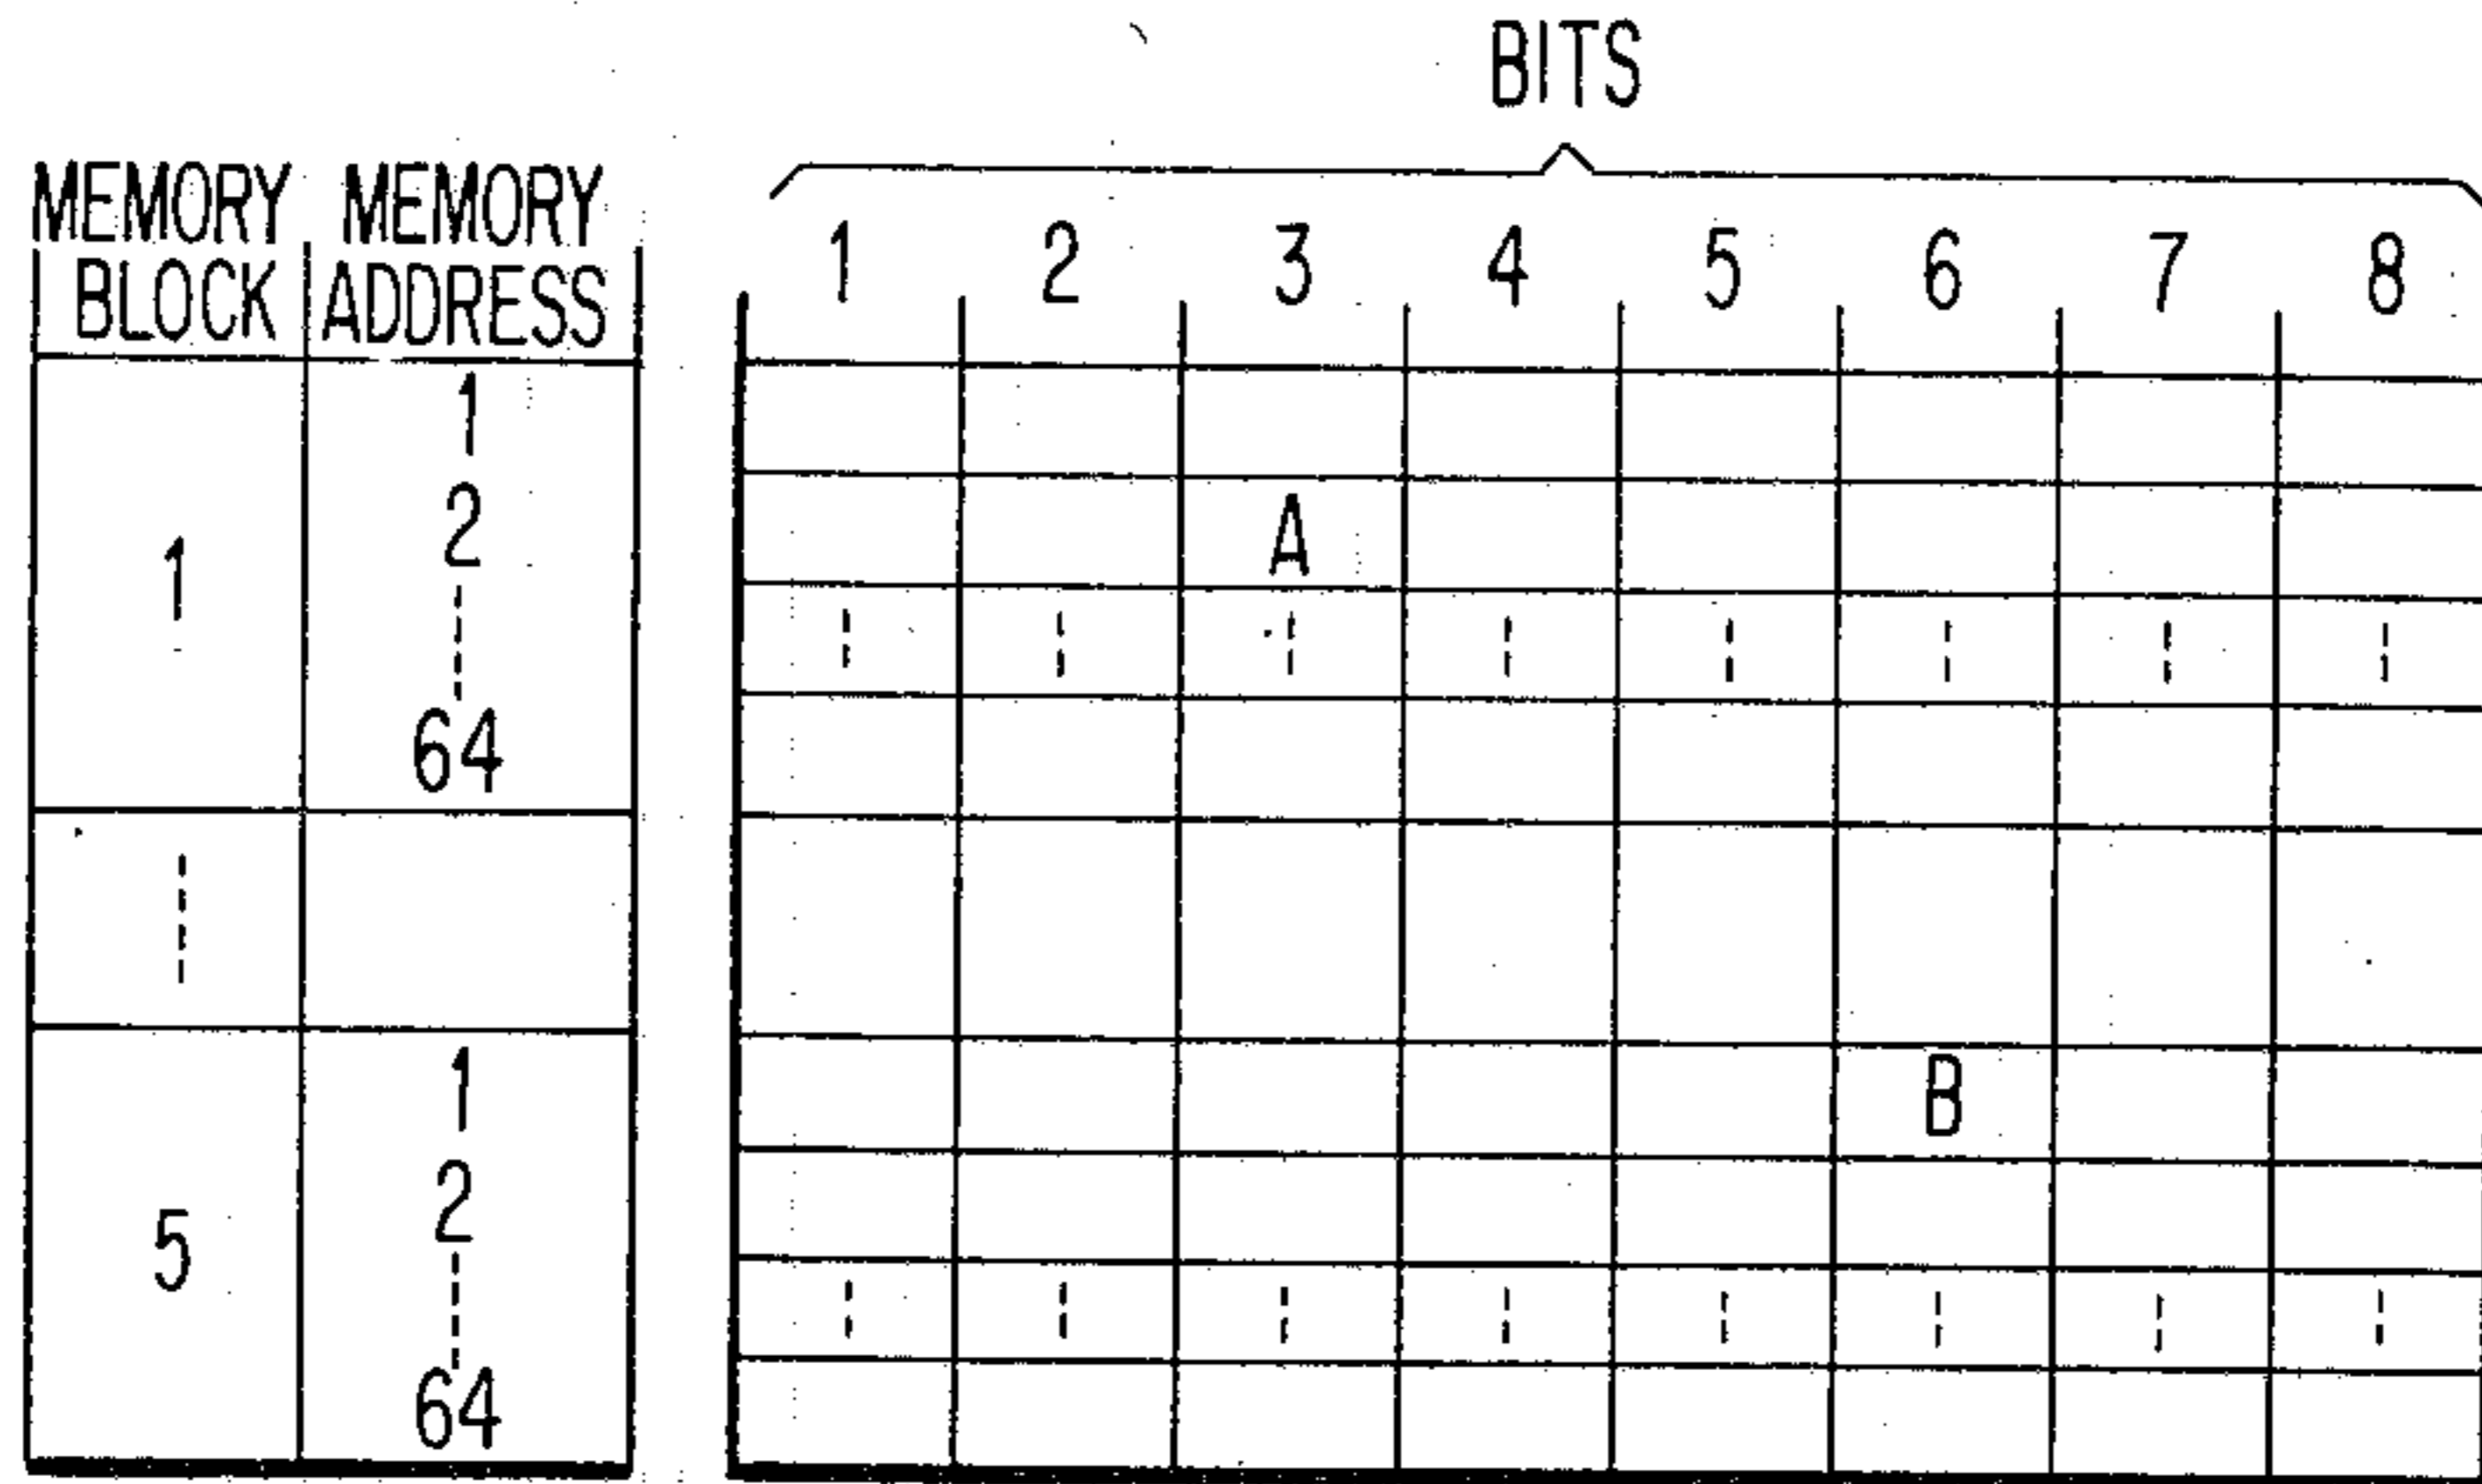 BITS
MEMORY BLOCK MEMORY ADDRESS 1 2 3 4 5 6 7 8
1 1
2 A
64
5 1 B
2
64